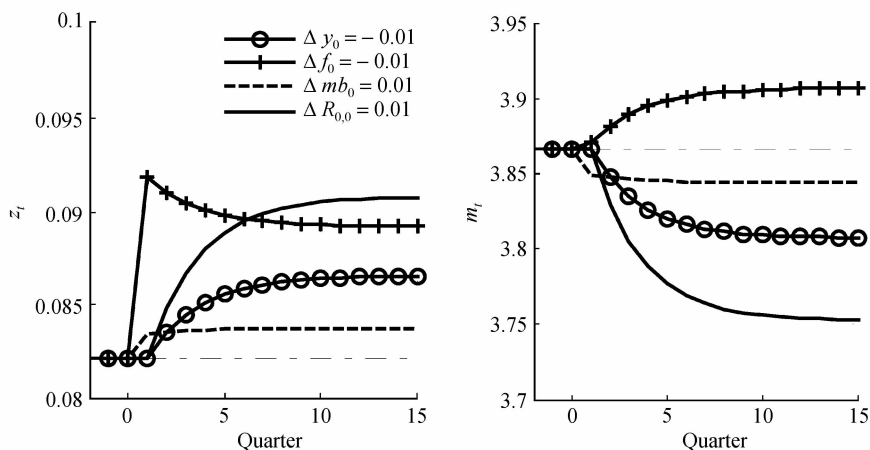 0.1
0.095
0.09
0.085
0.08
z_t
0
5
10
15
Quarter
Δ y_0 = − 0.01
Δ f_0 = − 0.01
Δ mb_0 = 0.01
Δ R_{0,0} = 0.01
3.95
3.9
3.85
3.8
3.75
3.7
m_t
0
5
10
15
Quarter